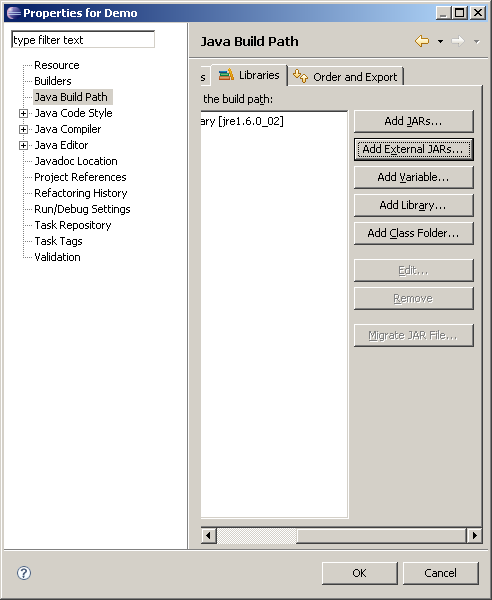 Properties for Demo
type filter text
Resource
Builders
Java Build Path
Java Code Style
Java Compiler
Java Editor
Javadoc Location
Project References
Refactoring History
Run/Debug Settings
Task Repository
Task Tags
Validation
Java Build Path
s
Libraries
Order and Export
the build path:
ary [jre1.6.0_02]
Add JARs...
Add External JARs...
Add Variable...
Add Library...
Add Class Folder...
Edit...
Remove
Migrate JAR File...
?
OK
Cancel